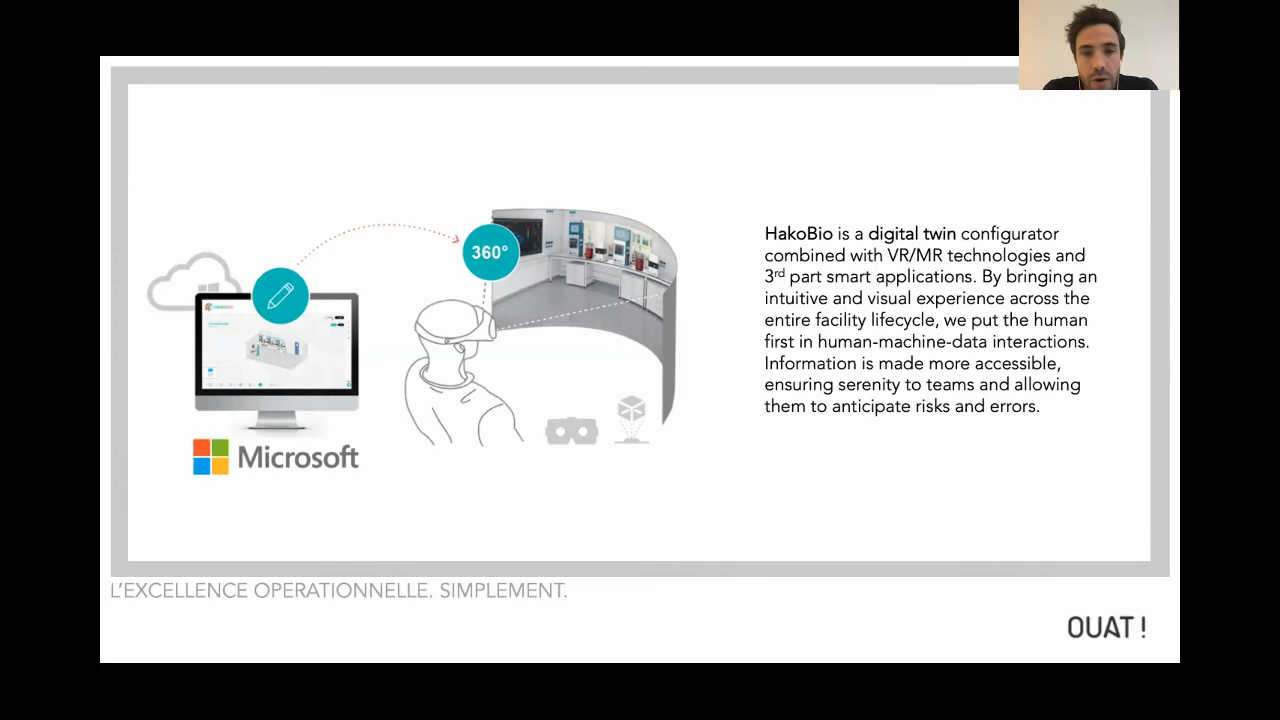 360°
HakoBio is a digital twin configurator
combined with VR/MR technologies and
3rd part smart applications. By bringing an
intuitive and visual experience across the
entire facility lifecycle, we put the human
first in human-machine-data interactions.
Information is made more accessible,
ensuring serenity to teams and allowing
them to anticipate risks and errors.
Microsoft
L'EXCELLENCE OPERATIONNELLE. SIMPLEMENT.
OUAT !